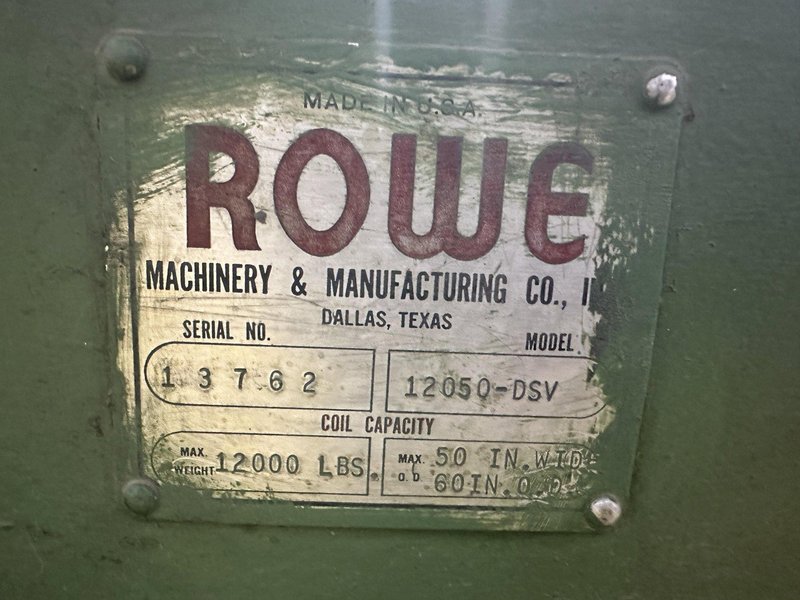 MADE IN U.S.A.
ROWE
MACHINERY & MANUFACTURING CO., I
DALLAS, TEXAS
SERIAL NO. MODEL
13762 12050-DSV
COIL CAPACITY
MAX. WEIGHT 12000 LBS. MAX. O.D. 50 IN. WID
60 IN. O.D.